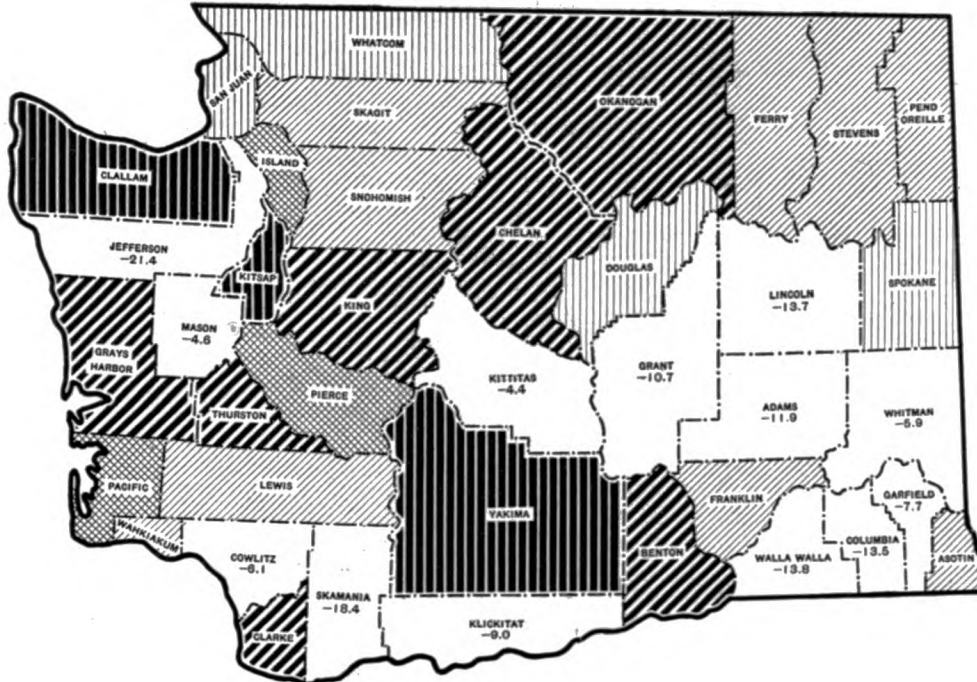 WHATCOM
SAN JUAN
SKAGIT
OKANOGAN
FERRY
STEVENS
PEND
OREILLE
CLALLAM
ISLAND
SNOHOMISH
CHELAN
JEFFERSON
-21.4
KITSAP
DOUGLAS
SPOKANE
LINCOLN
-13.7
KING
MASON
-4.6
GRAYS
HARBOR
KITTITAS
-4.4
GRANT
-10.7
PIERCE
THURSTON
ADAMS
-11.9
WHITMAN
-5.9
PACIFIC
LEWIS
YAKIMA
FRANKLIN
GARFIELD
-7.7
WAHKIAKUM
COWLITZ
-6.1
BENTON
WALLA WALLA
-13.8
COLUMBIA
-13.5
ASOTIN
SKAMANIA
-18.4
KLICKITAT
-9.0
CLARKE